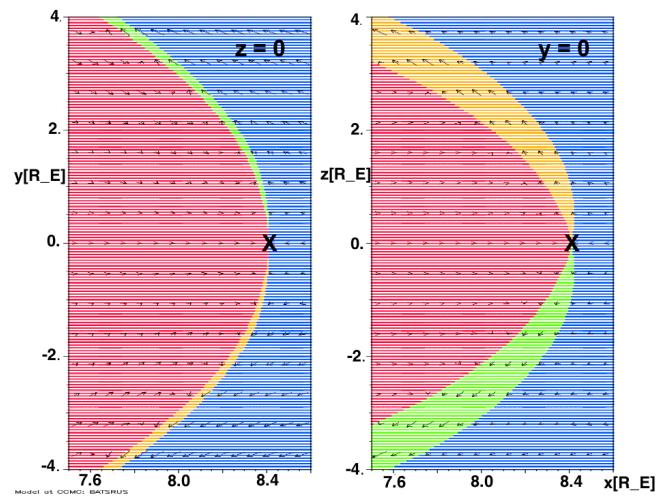 4.
z = 0
2.
y[R_E]
0.
-2.
-4.
7.6 8.0 8.4
4.
y = 0
2.
z[R_E]
0.
-2.
-4.
7.6 8.0 8.4 x[R_E]
X
X
Model at CCMC: BATSRUS